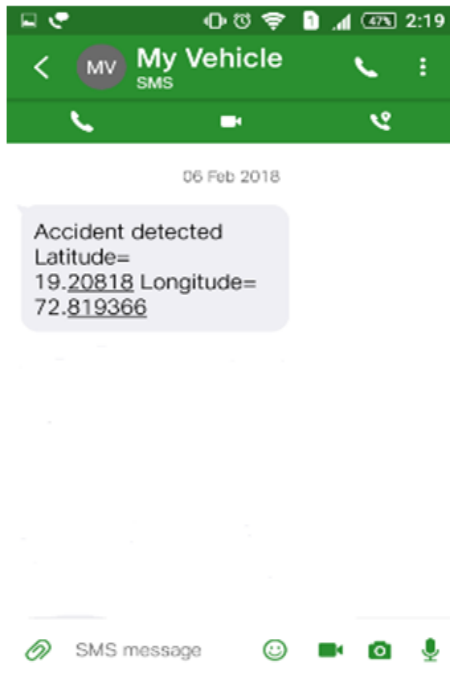 1 47% 2:19
MV My Vehicle
SMS
06 Feb 2018
Accident detected
Latitude=
19.20818 Longitude=
72.819366
SMS message